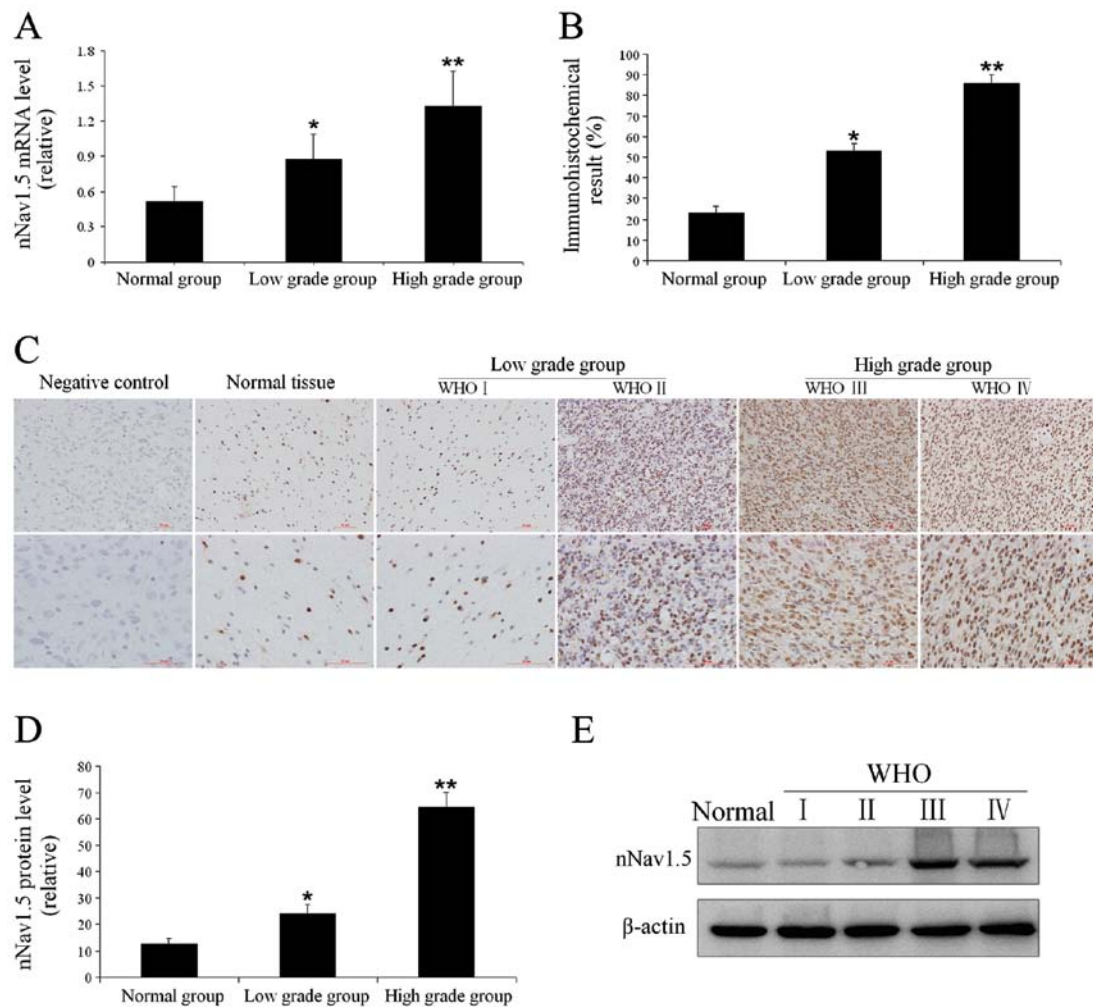 A
nNav1.5 mRNA level
(relative)
1.8
1.5
1.2
0.9
0.6
0.3
0
*
**
Normal group Low grade group High grade group
B
Immunohistochemical
result (%)
100
90
80
70
60
50
40
30
20
10
0
*
**
Normal group Low grade group High grade group
C
Negative control Normal tissue
Low grade group High grade group
WHO I WHO II WHO III WHO IV
D
nNav1.5 protein level
(relative)
80
70
60
50
40
30
20
10
0
*
**
Normal group Low grade group High grade group
E
WHO
Normal I II III IV
nNav1.5
β-actin